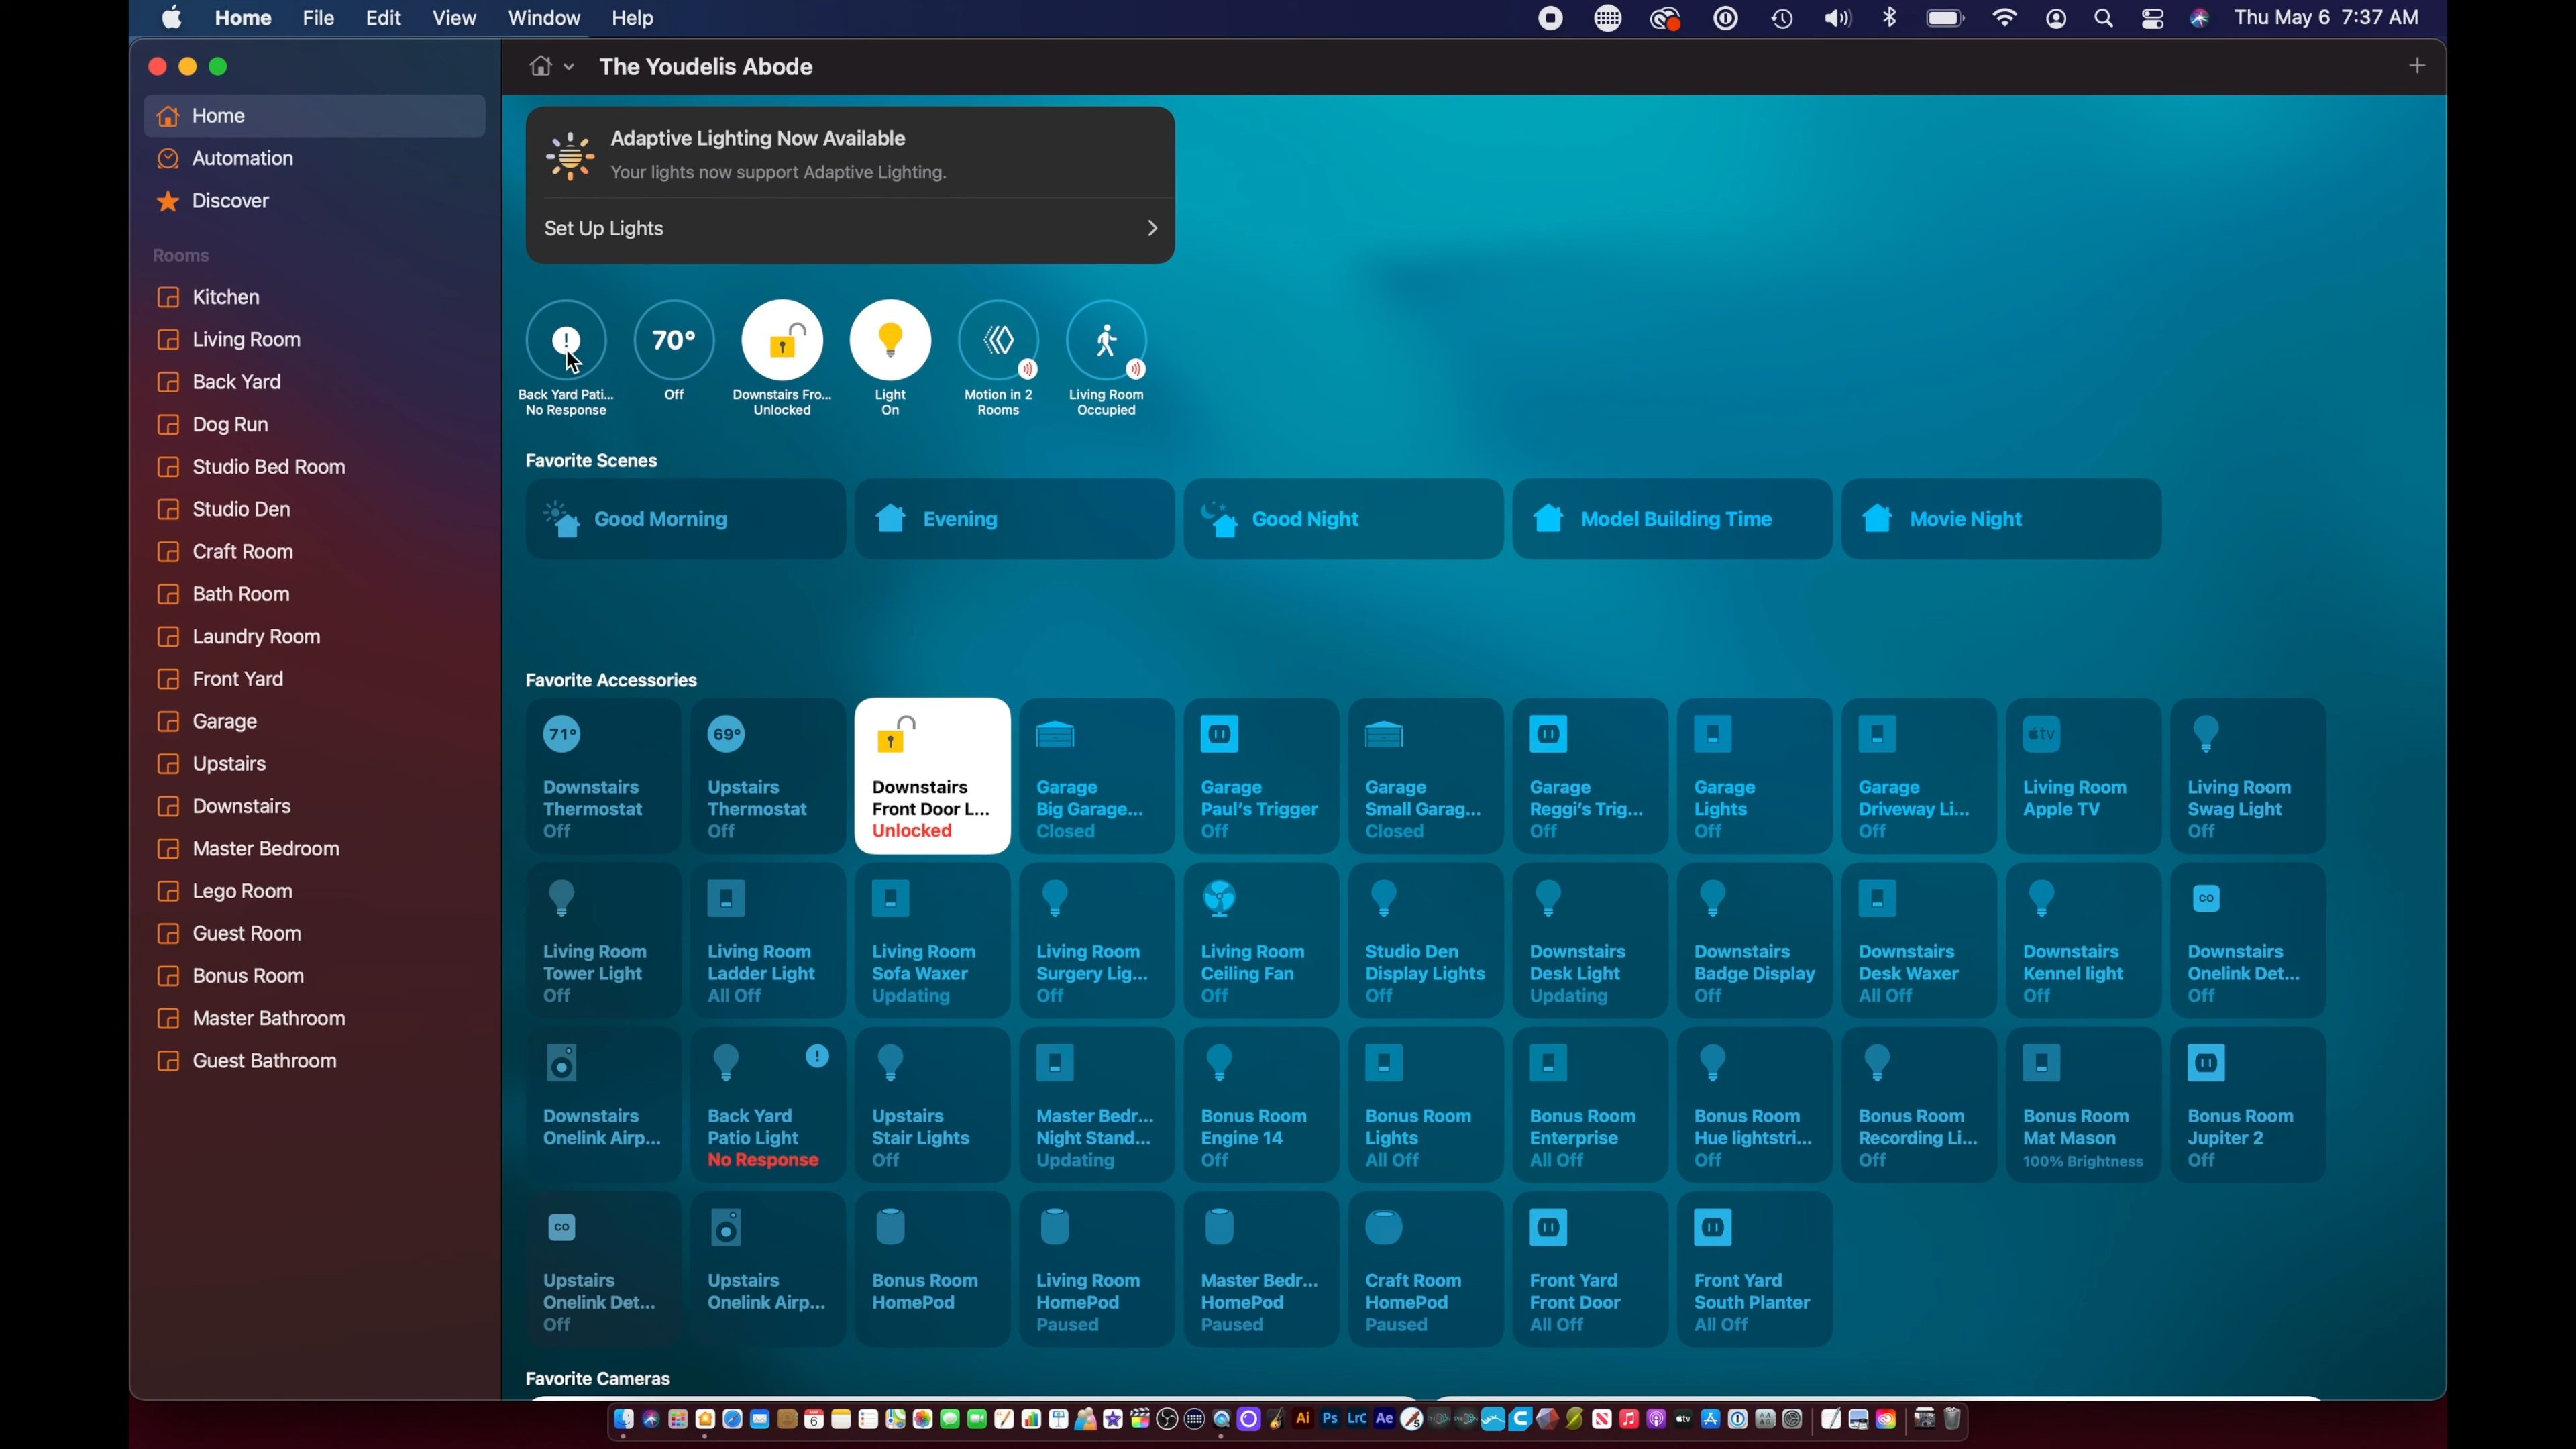 Home File Edit View Window Help
Thu May 6 7:37 AM
The Youdelis Abode
Home
Automation
Discover
Rooms
Kitchen
Living Room
Back Yard
Dog Run
Studio Bed Room
Studio Den
Craft Room
Bath Room
Laundry Room
Front Yard
Garage
Upstairs
Downstairs
Master Bedroom
Lego Room
Guest Room
Bonus Room
Master Bathroom
Guest Bathroom
Adaptive Lighting Now Available
Your lights now support Adaptive Lighting.
Set Up Lights
Back Yard Pati...
No Response
70°
Off
Downstairs Fro...
Unlocked
Light
On
Motion in 2
Rooms
Living Room
Occupied
Favorite Scenes
Good Morning
Evening
Good Night
Model Building Time
Movie Night
Favorite Accessories
71°
Downstairs
Thermostat
Off
69°
Upstairs
Thermostat
Off
Downstairs
Front Door L...
Unlocked
Garage
Big Garage...
Closed
Garage
Paul's Trigger
Off
Garage
Small Garag...
Closed
Garage
Reggi's Trig...
Off
Garage
Lights
Off
Garage
Driveway Li...
Off
tv
Living Room
Apple TV
Living Room
Swag Light
Off
Living Room
Tower Light
Off
Living Room
Ladder Light
All Off
Living Room
Sofa Waxer
Updating
Living Room
Surgery Lig...
Off
Living Room
Ceiling Fan
Off
Studio Den
Display Lights
Off
Downstairs
Desk Light
Updating
Downstairs
Badge Display
Off
Downstairs
Desk Waxer
All Off
Downstairs
Kennel light
Off
CO
Downstairs
Onelink Det...
Off
Downstairs
Onelink Airp...
Back Yard
Patio Light
No Response
Upstairs
Stair Lights
Off
Master Bedr...
Night Stand...
Updating
Bonus Room
Engine 14
Off
Bonus Room
Lights
All Off
Bonus Room
Enterprise
All Off
Bonus Room
Hue lightstri...
Off
Bonus Room
Recording Li...
Off
Bonus Room
Mat Mason
100% Brightness
Bonus Room
Jupiter 2
Off
CO
Upstairs
Onelink Det...
Off
Upstairs
Onelink Airp...
Bonus Room
HomePod
Living Room
HomePod
Paused
Master Bedr...
HomePod
Paused
Craft Room
HomePod
Paused
Front Yard
Front Door
All Off
Front Yard
South Planter
All Off
Favorite Cameras
6 Ai Ps LrC Ae tv